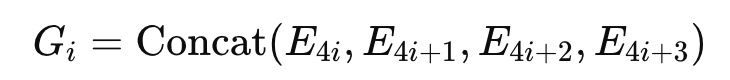 G_i = Concat(E_{4i}, E_{4i+1}, E_{4i+2}, E_{4i+3})